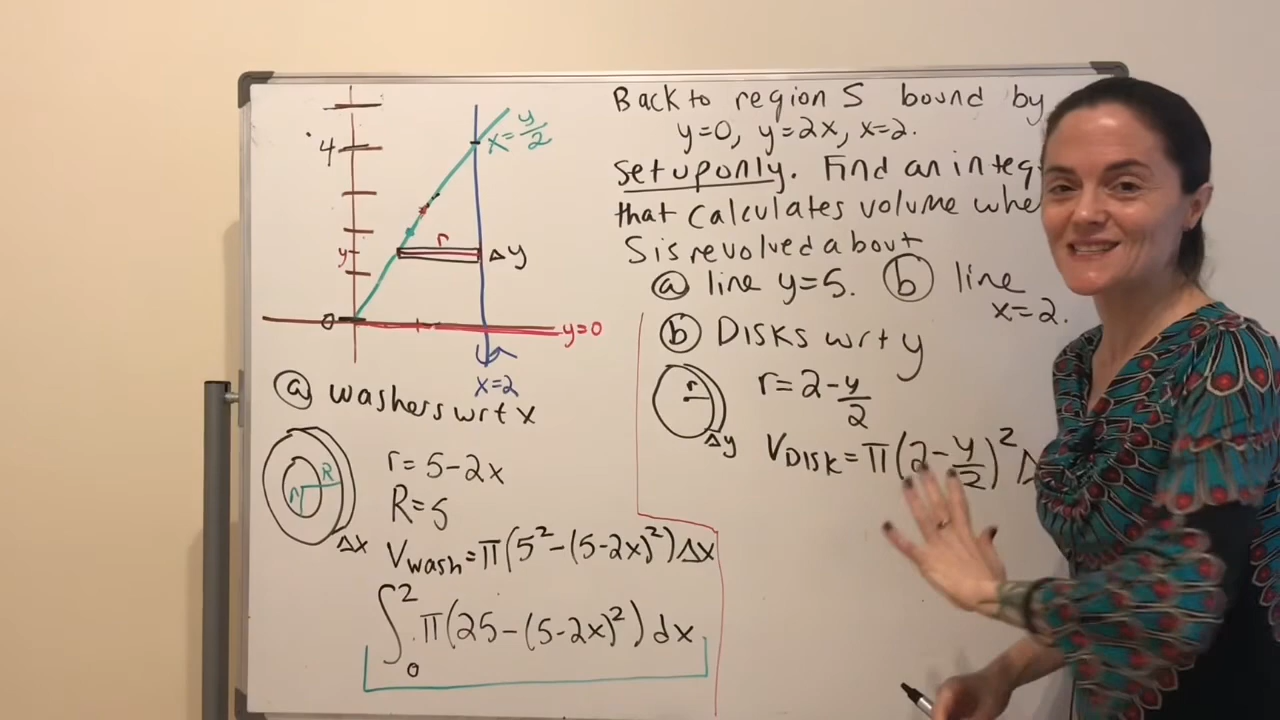 Back to region S bound by
y=0, y=2x, x=2.
set up only. Find an
that calculates volume
S is revolved about
(a) line y=5. (b) line
x=2.
4
x=y/2
r
y
Δy
0
y=0
x=2
(a) washers wrt x
R
r
Δx
r=5-2x
R=5
V_wash=π(5²-(5-2x)²)Δx
∫₀² π(25-(5-2x)²) dx
(b) DISKS wrt y
r
Δy
r=2-y/2
V_DISK=π(2-y/2)²